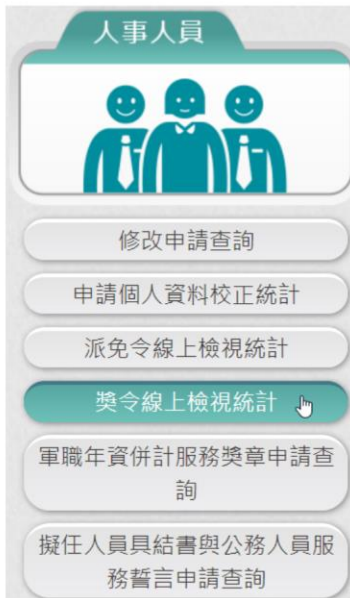 人事人員
修改申請查詢
申請個人資料校正統計
派免令線上檢視統計
獎令線上檢視統計
軍職年資併計服務獎章申請查
詢
擬任人員具結書與公務人員服
務誓言申請查詢